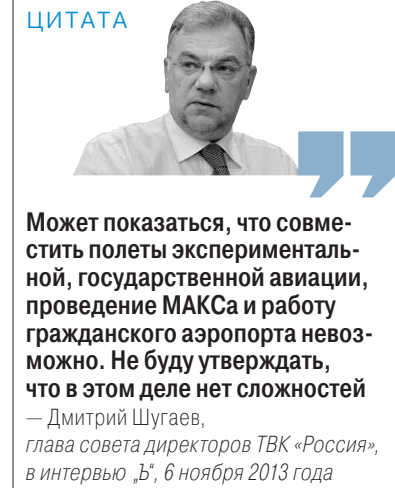 ЦИТАТА
Может показаться, что совме-
стить полеты эксперименталь-
ной, государственной авиации,
проведение МАКСа и работу
гражданского аэропорта невоз-
можно. Не буду утверждать,
что в этом деле нет сложностей
— Дмитрий Шугаев,
глава совета директоров ТВК «Россия»,
в интервью „Ъ“, 6 ноября 2013 года